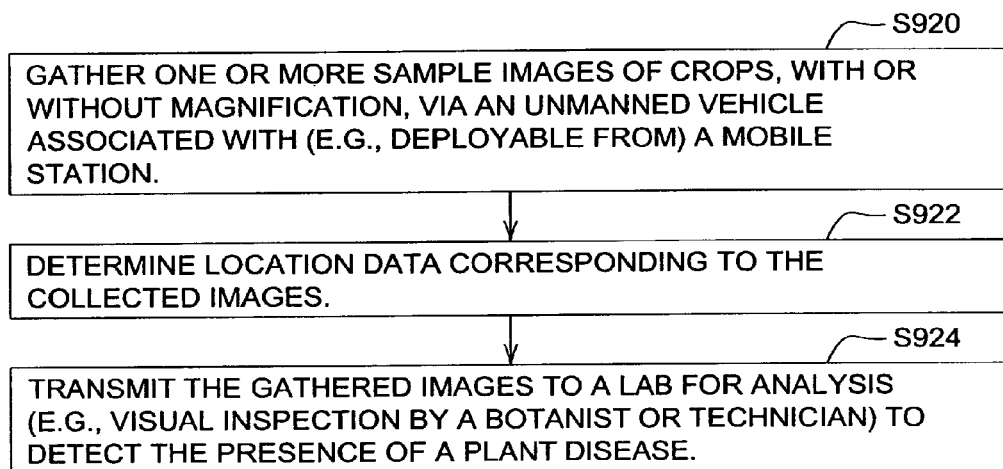 S920
GATHER ONE OR MORE SAMPLE IMAGES OF CROPS, WITH OR
WITHOUT MAGNIFICATION, VIA AN UNMANNED VEHICLE
ASSOCIATED WITH (E.G., DEPLOYABLE FROM) A MOBILE
STATION.
S922
DETERMINE LOCATION DATA CORRESPONDING TO THE
COLLECTED IMAGES.
S924
TRANSMIT THE GATHERED IMAGES TO A LAB FOR ANALYSIS
(E.G., VISUAL INSPECTION BY A BOTANIST OR TECHNICIAN) TO
DETECT THE PRESENCE OF A PLANT DISEASE.